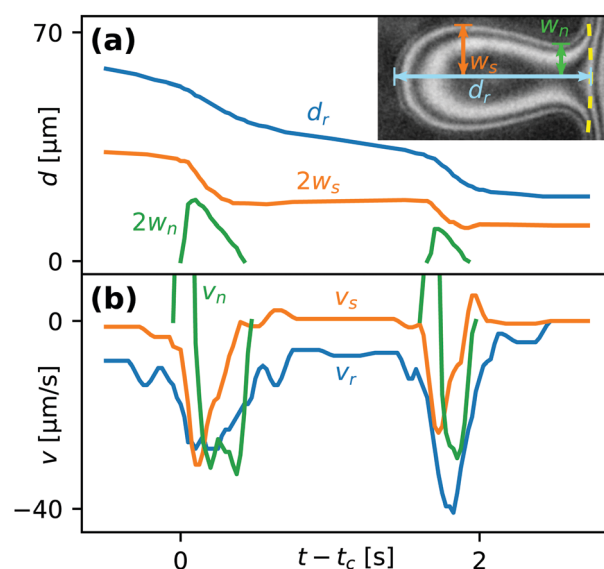 70
(a)
d [μm]
0
d_r
2w_s
2w_n
w_n
w_s
d_r
(b)
v_n
v_s
v_r
v [μm/s]
0
−40
0
2
t − t_c [s]